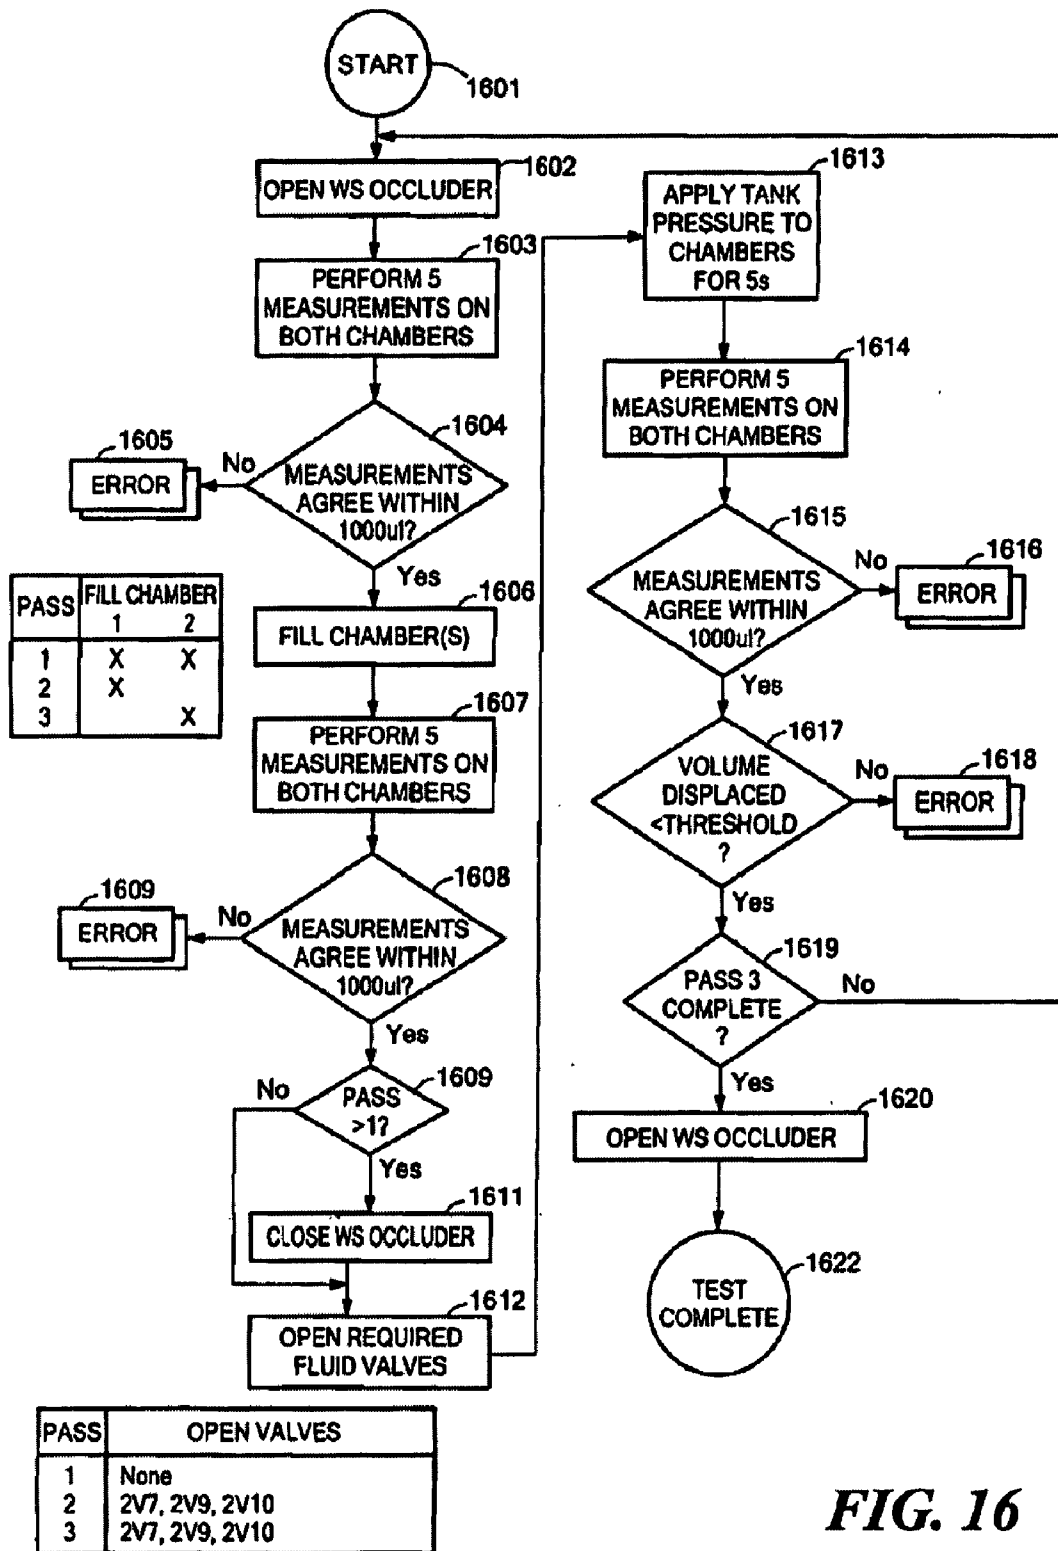 START
1601
1602
OPEN WS OCCLUDER
1603
PERFORM 5
MEASUREMENTS ON
BOTH CHAMBERS
1604
MEASUREMENTS
AGREE WITHIN
1000ul?
No
1605
ERROR
Yes
PASS FILL CHAMBER
1 2
1 X X
2 X
3 X
1606
FILL CHAMBER(S)
1607
PERFORM 5
MEASUREMENTS ON
BOTH CHAMBERS
1608
MEASUREMENTS
AGREE WITHIN
1000ul?
No
1609
ERROR
Yes
1609
PASS
>1?
No
Yes
1611
CLOSE WS OCCLUDER
1612
OPEN REQUIRED
FLUID VALVES
PASS OPEN VALVES
1 None
2 2V7, 2V9, 2V10
3 2V7, 2V9, 2V10
1613
APPLY TANK
PRESSURE TO
CHAMBERS
FOR 5s
1614
PERFORM 5
MEASUREMENTS ON
BOTH CHAMBERS
1615
MEASUREMENTS
AGREE WITHIN
1000ul?
No
1616
ERROR
Yes
1617
VOLUME
DISPLACED
<THRESHOLD
?
No
1618
ERROR
Yes
1619
PASS 3
COMPLETE
?
No
Yes
1620
OPEN WS OCCLUDER
1622
TEST
COMPLETE
FIG. 16